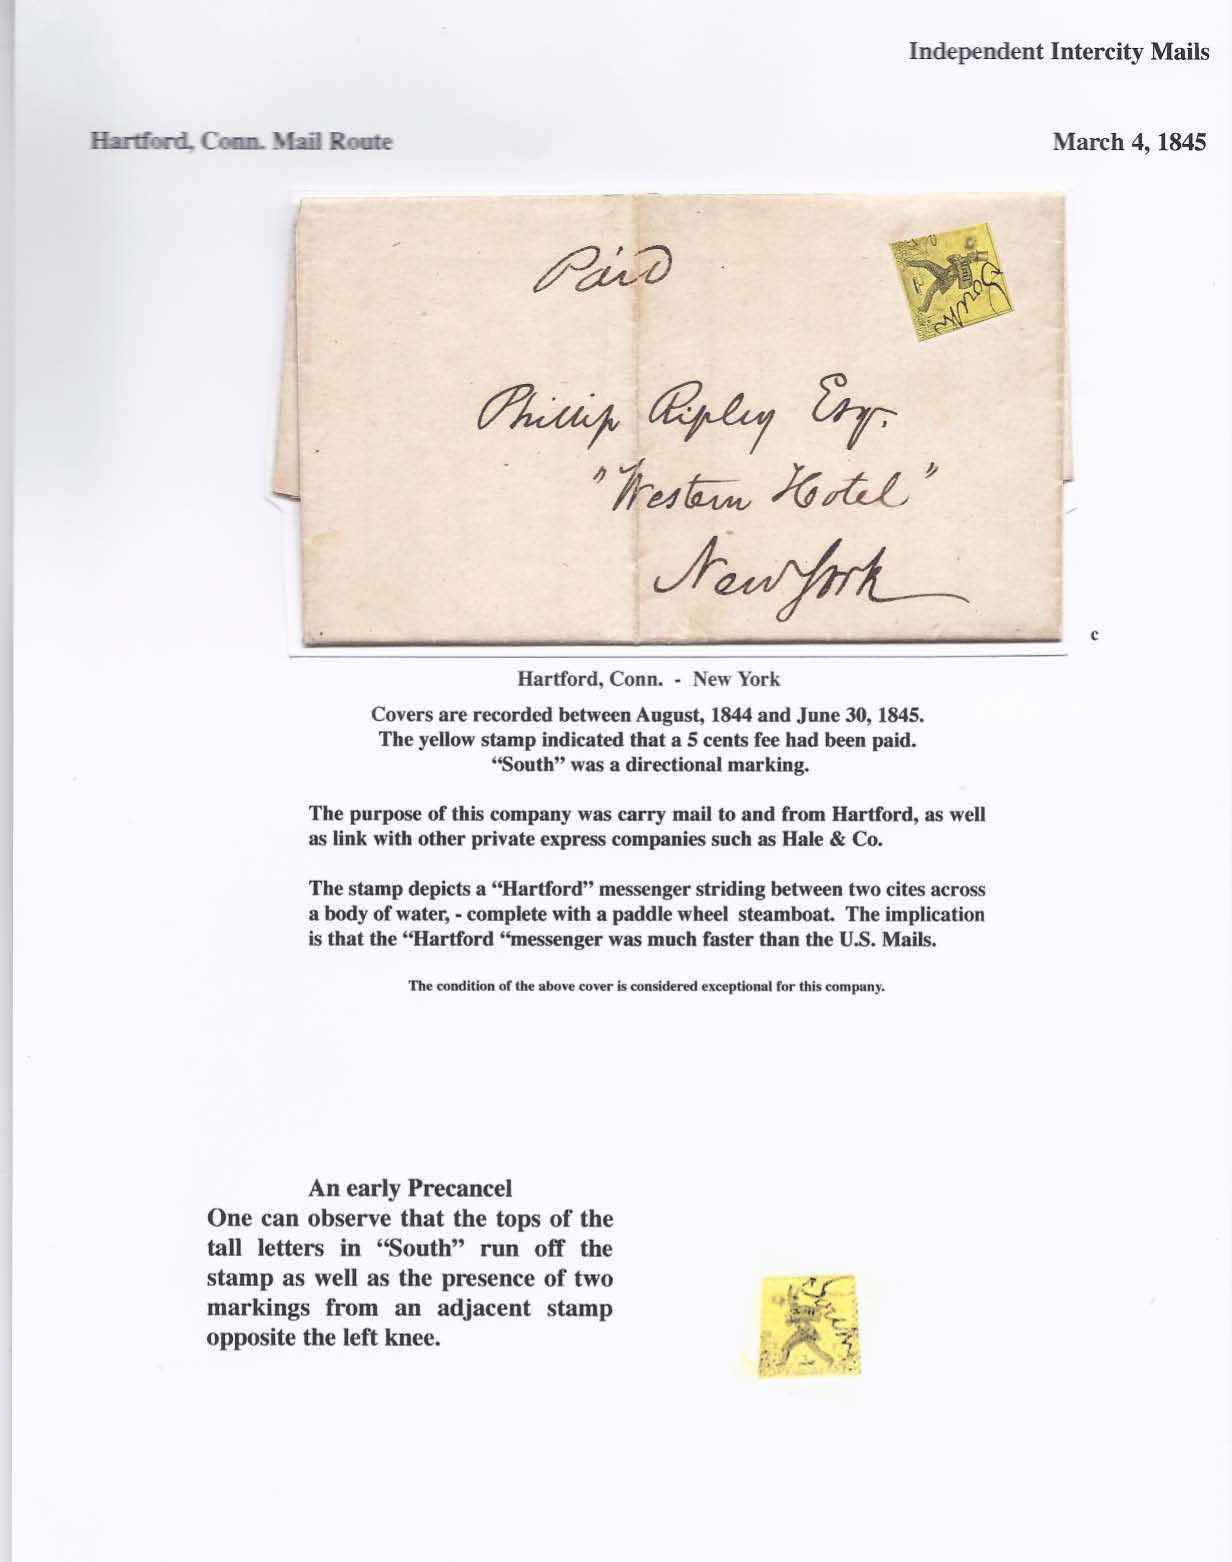 Independent Intercity Mails
Hartford, Conn. Mail Route
March 4, 1845
Paid
South
Phillip Ripley Esq.
"Western Hotel"
New York
c
Hartford, Conn. - New York
Covers are recorded between August, 1844 and June 30, 1845.
The yellow stamp indicated that a 5 cents fee had been paid.
“South” was a directional marking.
The purpose of this company was carry mail to and from Hartford, as well
as link with other private express companies such as Hale & Co.
The stamp depicts a “Hartford” messenger striding between two cites across
a body of water, - complete with a paddle wheel steamboat. The implication
is that the “Hartford “messenger was much faster than the U.S. Mails.
The condition of the above cover is considered exceptional for this company.
An early Precancel
One can observe that the tops of the
tall letters in “South” run off the
stamp as well as the presence of two
markings from an adjacent stamp
opposite the left knee.
South